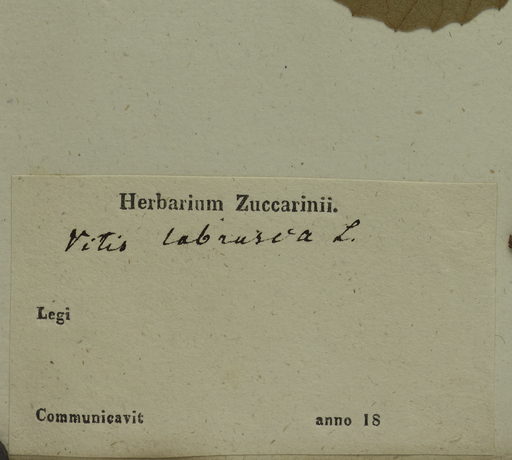 Herbarium Zuccarinii.
Vitis labrusca L.
Legi
Communicavit anno 18